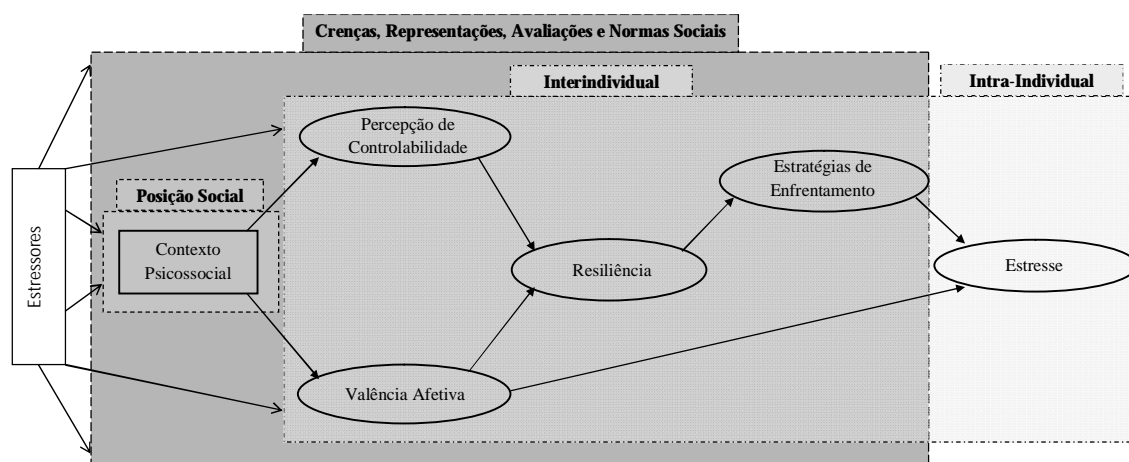 Crenças, Representações, Avaliações e Normas Sociais
Interindividual
Intra-Individual
Percepção de
Controlabilidade
Estratégias de
Enfrentamento
Posição Social
Contexto
Psicossocial
Estressores
Resiliência
Estresse
Valência Afetiva